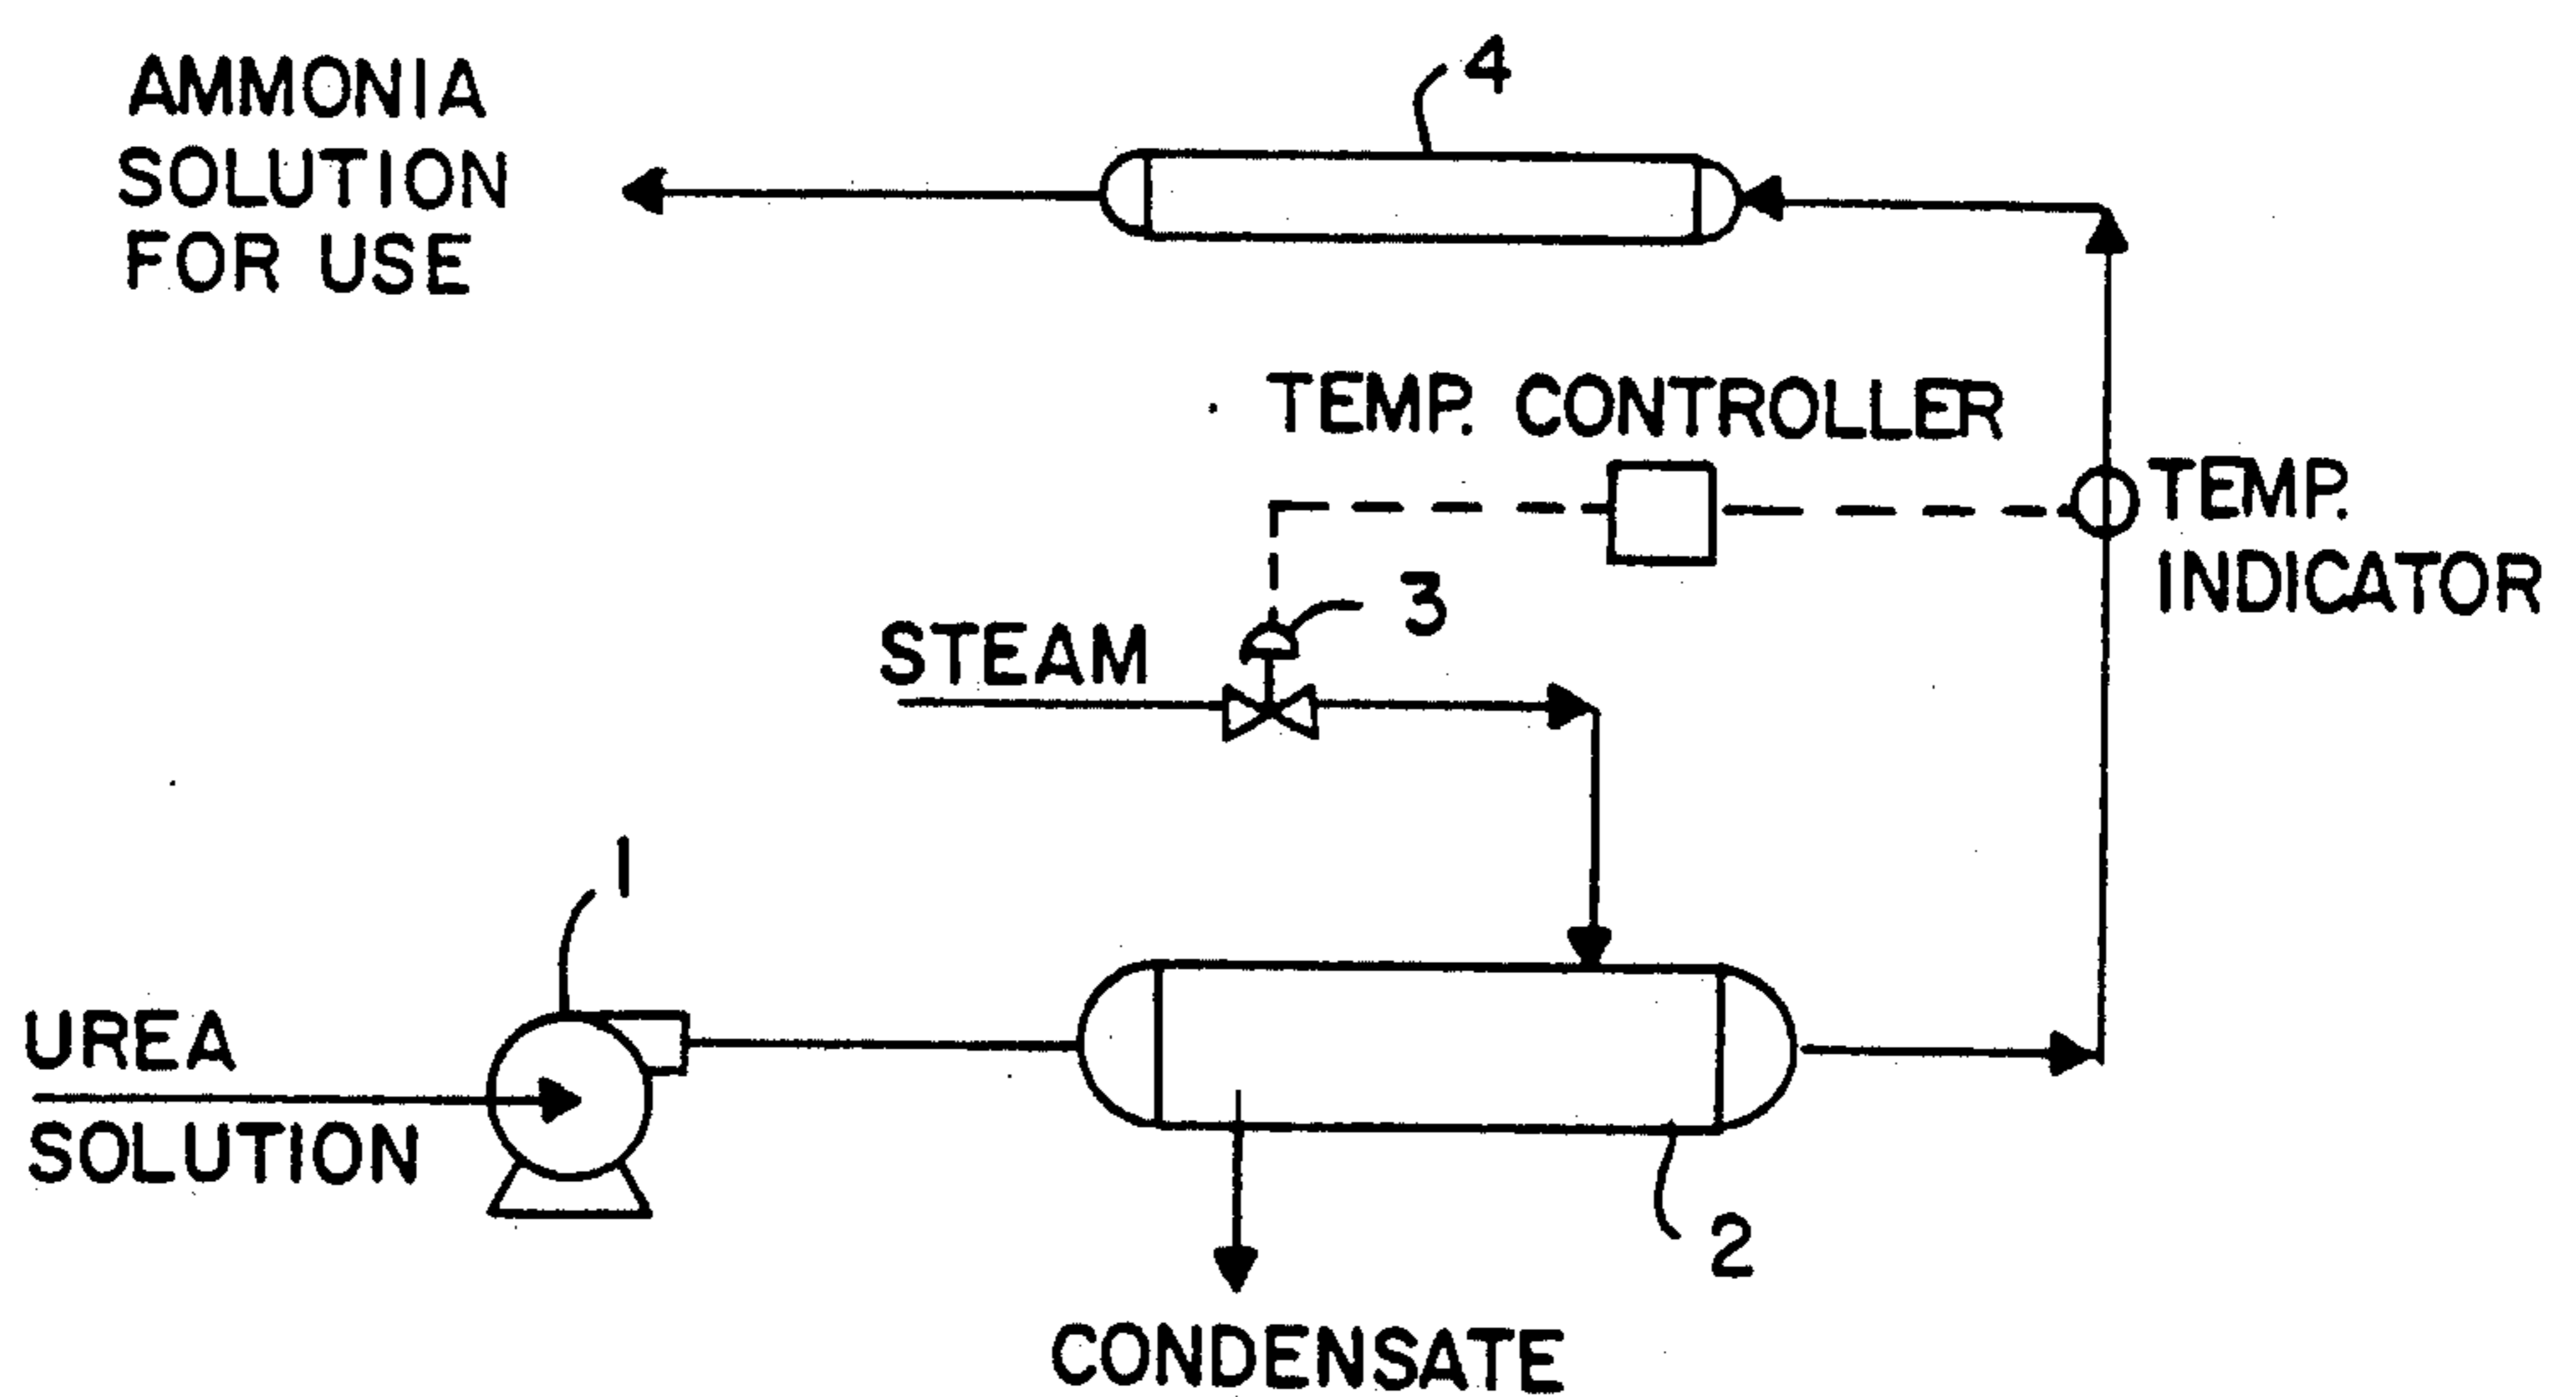 AMMONIA
SOLUTION
FOR USE
4
TEMP. CONTROLLER
TEMP.
INDICATOR
3
STEAM
1
UREA
SOLUTION
2
CONDENSATE